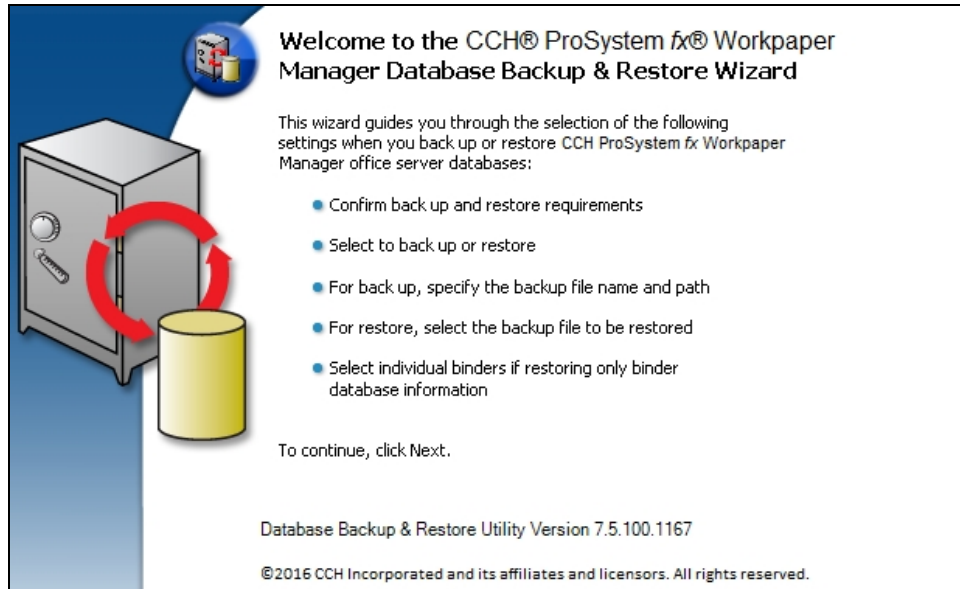 Welcome to the CCH® ProSystem fx® Workpaper
Manager Database Backup & Restore Wizard
This wizard guides you through the selection of the following
settings when you back up or restore CCH ProSystem fx Workpaper
Manager office server databases:
Confirm back up and restore requirements
Select to back up or restore
For back up, specify the backup file name and path
For restore, select the backup file to be restored
Select individual binders if restoring only binder
database information
To continue, click Next.
Database Backup & Restore Utility Version 7.5.100.1167
©2016 CCH Incorporated and its affiliates and licensors. All rights reserved.